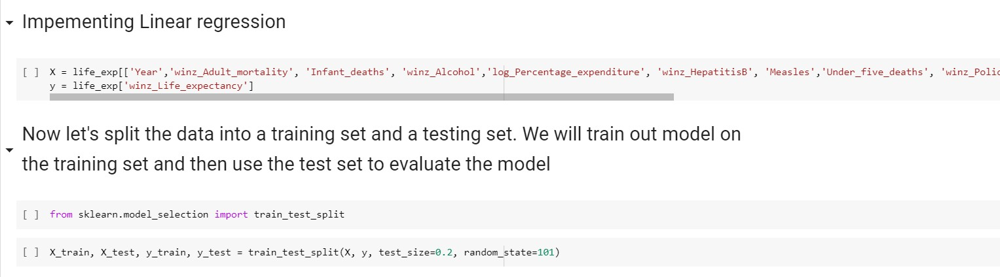 Impementing Linear regression
[ ] X = life_exp[['Year','winz_Adult_mortality', 'Infant_deaths', 'winz_Alcohol','log_Percentage_expenditure', 'winz_HepatitisB', 'Measles','Under_five_deaths', 'winz_Polio
y = life_exp['winz_Life_expectancy']
Now let's split the data into a training set and a testing set. We will train out model on
the training set and then use the test set to evaluate the model
[ ] from sklearn.model_selection import train_test_split
[ ] X_train, X_test, y_train, y_test = train_test_split(X, y, test_size=0.2, random_state=101)